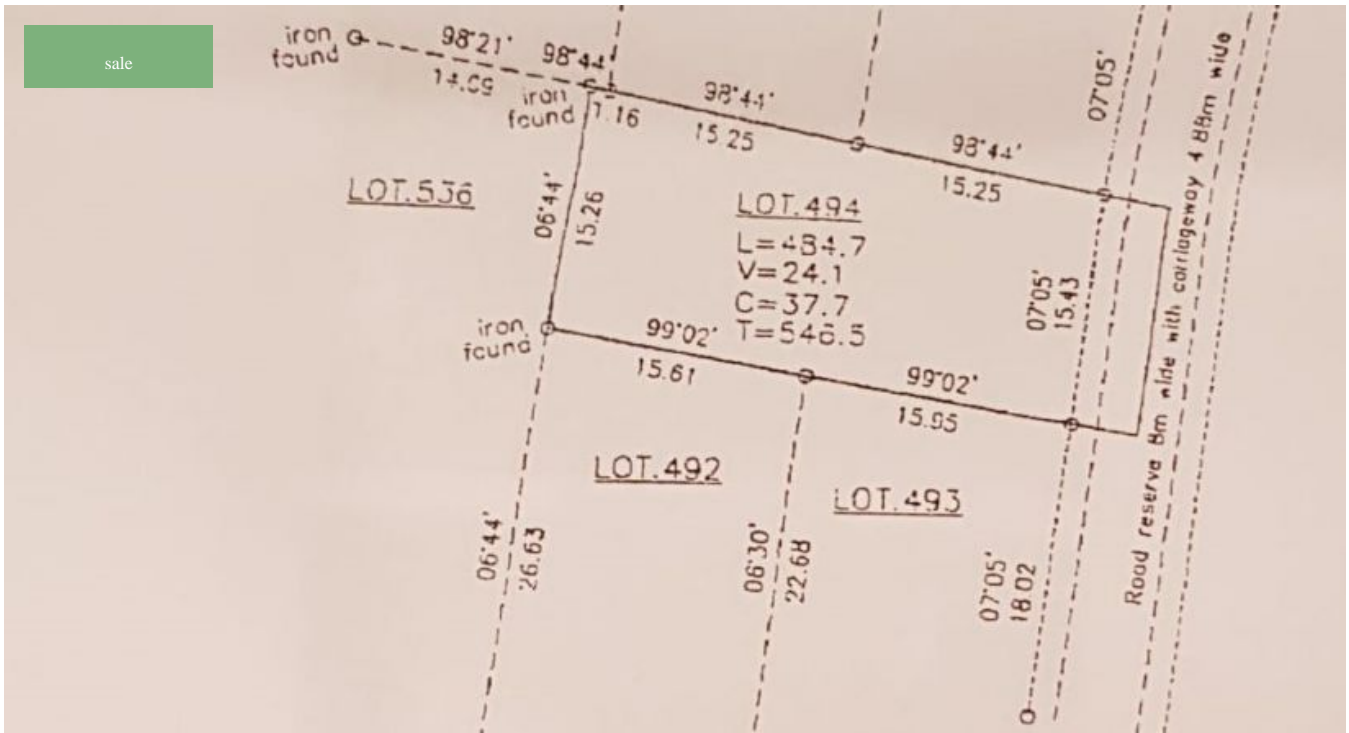 sale
iron
found
98°21'
14.09
98°44'
iron
found
1.16
98°44'
15.25
98°44'
15.25
07°05'
LOT.536
06°44'
15.26
LOT.494
L=484.7
V=24.1
C=37.7
T=546.5
07°05'
15.43
Road reserve 8m wide with carriageway 4 88m wide
iron
found
99°02'
15.61
99°02'
15.95
LOT.492
LOT.493
06°44'
26.63
06°30'
22.68
07°05'
18.02